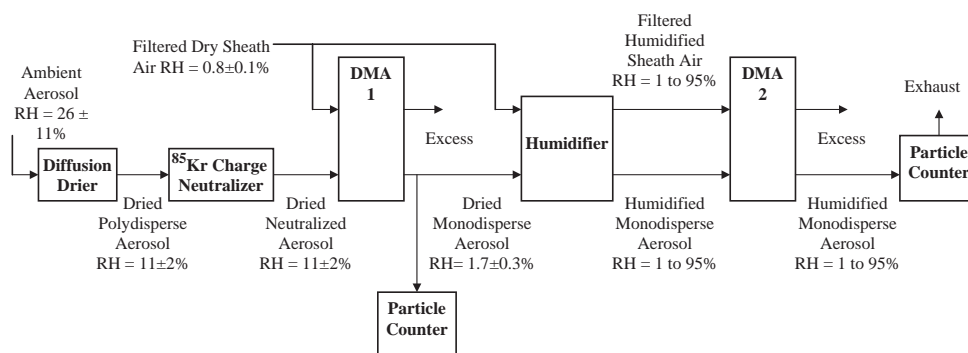 Filtered Dry Sheath
Air RH = 0.8±0.1%
Ambient
Aerosol
RH = 26 ±
11%
Diffusion
Drier
⁸⁵Kr Charge
Neutralizer
DMA
1
Excess
Humidifier
Filtered
Humidified
Sheath Air
RH = 1 to 95%
DMA
2
Excess
Exhaust
Particle
Counter
Dried
Polydisperse
Aerosol
RH = 11±2%
Dried
Neutralized
Aerosol
RH = 11±2%
Dried
Monodisperse
Aerosol
RH= 1.7±0.3%
Humidified
Monodisperse
Aerosol
RH = 1 to 95%
Humidified
Monodisperse
Aerosol
RH = 1 to 95%
Particle
Counter